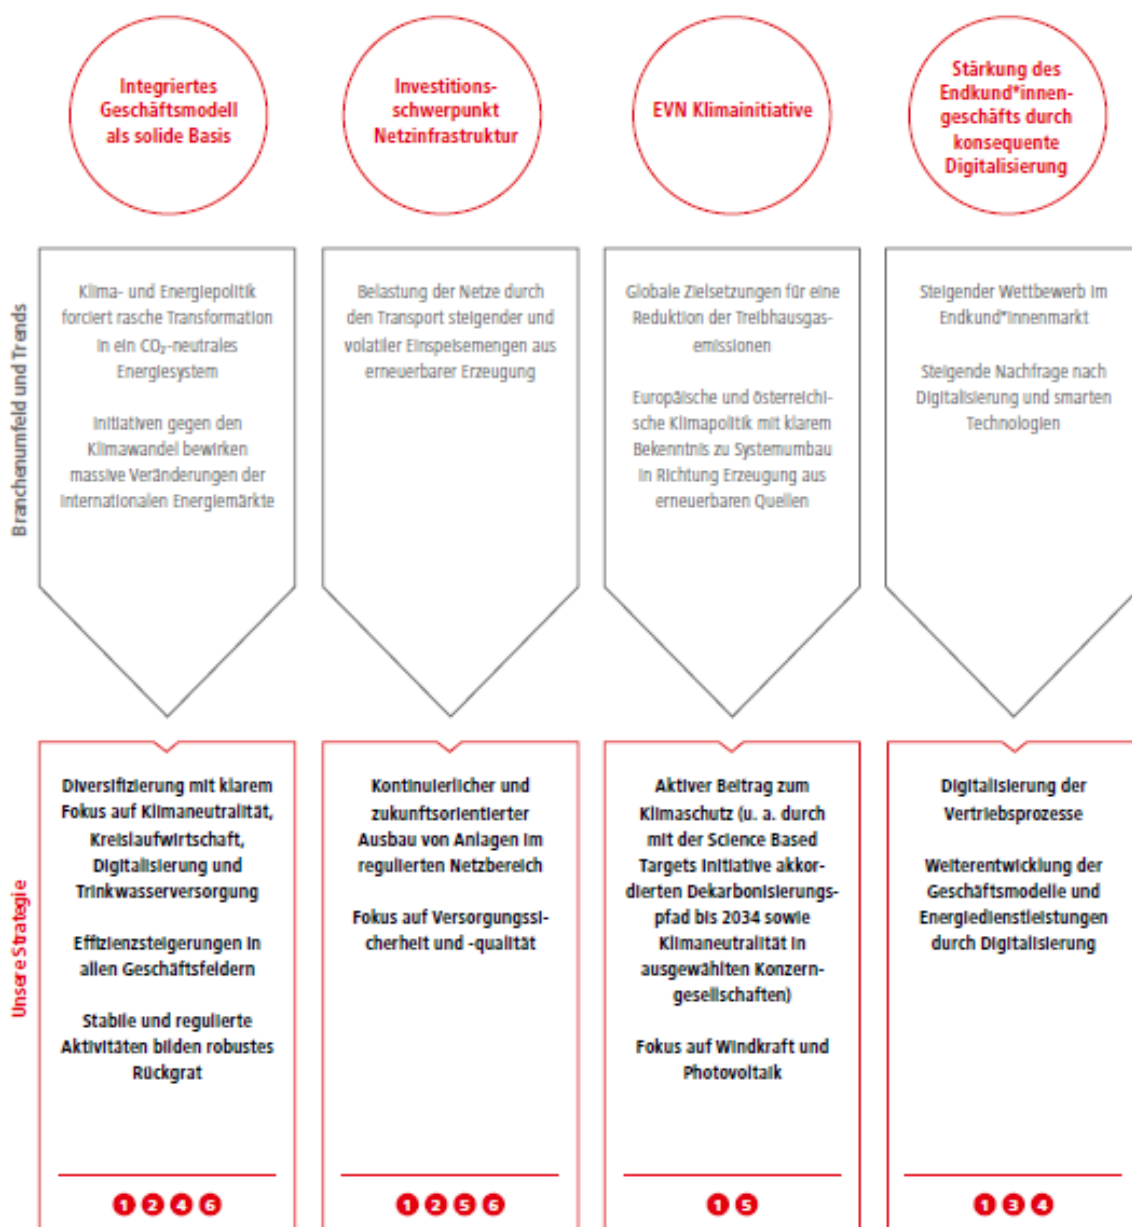 Integriertes
Geschäftsmodell
als solide Basis
Investitions-
schwerpunkt
Netzinfrastruktur
EVN Klimainitiative
Stärkung des
Endkund*innen-
geschäfts durch
konsequente
Digitalisierung
Branchenumfeld und Trends
Klima- und Energiepolitik
forciert rasche Transformation
in ein CO₂-neutrales
Energiesystem
Initiativen gegen den
Klimawandel bewirken
massive Veränderungen der
internationalen Energiemärkte
Belastung der Netze durch
den Transport steigender und
volatiler Einspeisemengen aus
erneuerbarer Erzeugung
Globale Zielsetzungen für eine
Reduktion der Treibhausgas-
emissionen
Europäische und österreichi-
sche Klimapolitik mit klarem
Bekenntnis zu Systemumbau
in Richtung Erzeugung aus
erneuerbaren Quellen
Steigender Wettbewerb im
Endkund*innenmarkt
Steigende Nachfrage nach
Digitalisierung und smarten
Technologien
Unsere Strategie
Diversifizierung mit klarem
Fokus auf Klimaneutralität,
Kreislaufwirtschaft,
Digitalisierung und
Trinkwasserversorgung
Effizienzsteigerungen in
allen Geschäftsfeldern
Stabile und regulierte
Aktivitäten bilden robustes
Rückgrat
1 2 4 6
Kontinuierlicher und
zukunftsorientierter
Ausbau von Anlagen im
regulierten Netzbereich
Fokus auf Versorgungssi-
cherheit und -qualität
1 2 5 6
Aktiver Beitrag zum
Klimaschutz (u. a. durch
mit der Science Based
Targets Initiative akkor-
dierten Dekarbonisierungs-
pfad bis 2034 sowie
Klimaneutralität in
ausgewählten Konzern-
gesellschaften)
Fokus auf Windkraft und
Photovoltaik
1 5
Digitalisierung der
Vertriebsprozesse
Weiterentwicklung der
Geschäftsmodelle und
Energiedienstleistungen
durch Digitalisierung
1 3 4